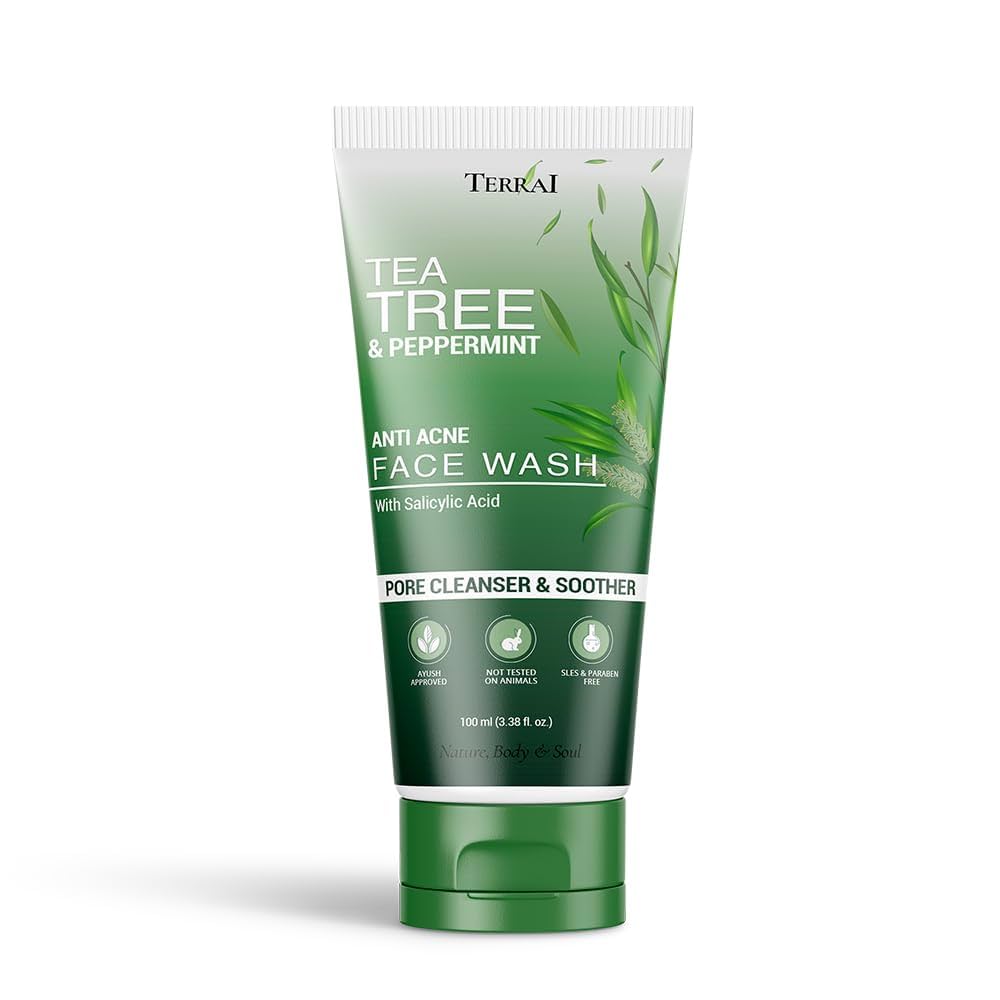 TERRAI
TEA
TREE
& PEPPERMINT
ANTI ACNE
FACE WASH
With Salicylic Acid
PORE CLEANSER & SOOTHER
AYUSH
APPROVED
NOT TESTED
ON ANIMALS
SLES & PARABEN
FREE
100 ml (3.38 fl. oz.)
Nature, Body & Soul